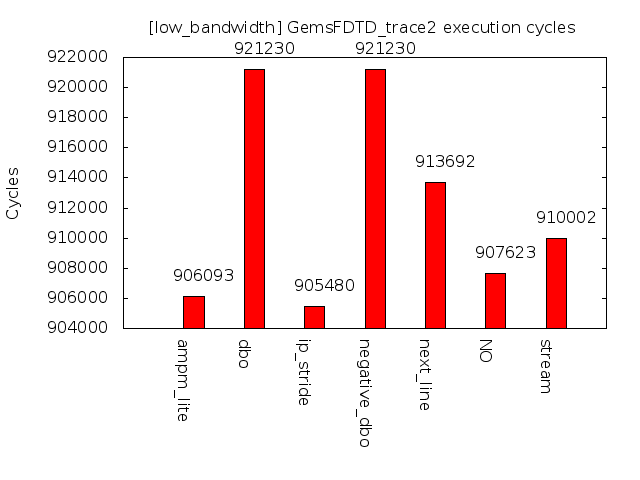 [low_bandwidth] GemsFDTD_trace2 execution cycles
Cycles
922000
920000
918000
916000
914000
912000
910000
908000
906000
904000
906093
921230
905480
921230
913692
907623
910002
ampm_lite
dbo
ip_stride
negative_dbo
next_line
NO
stream